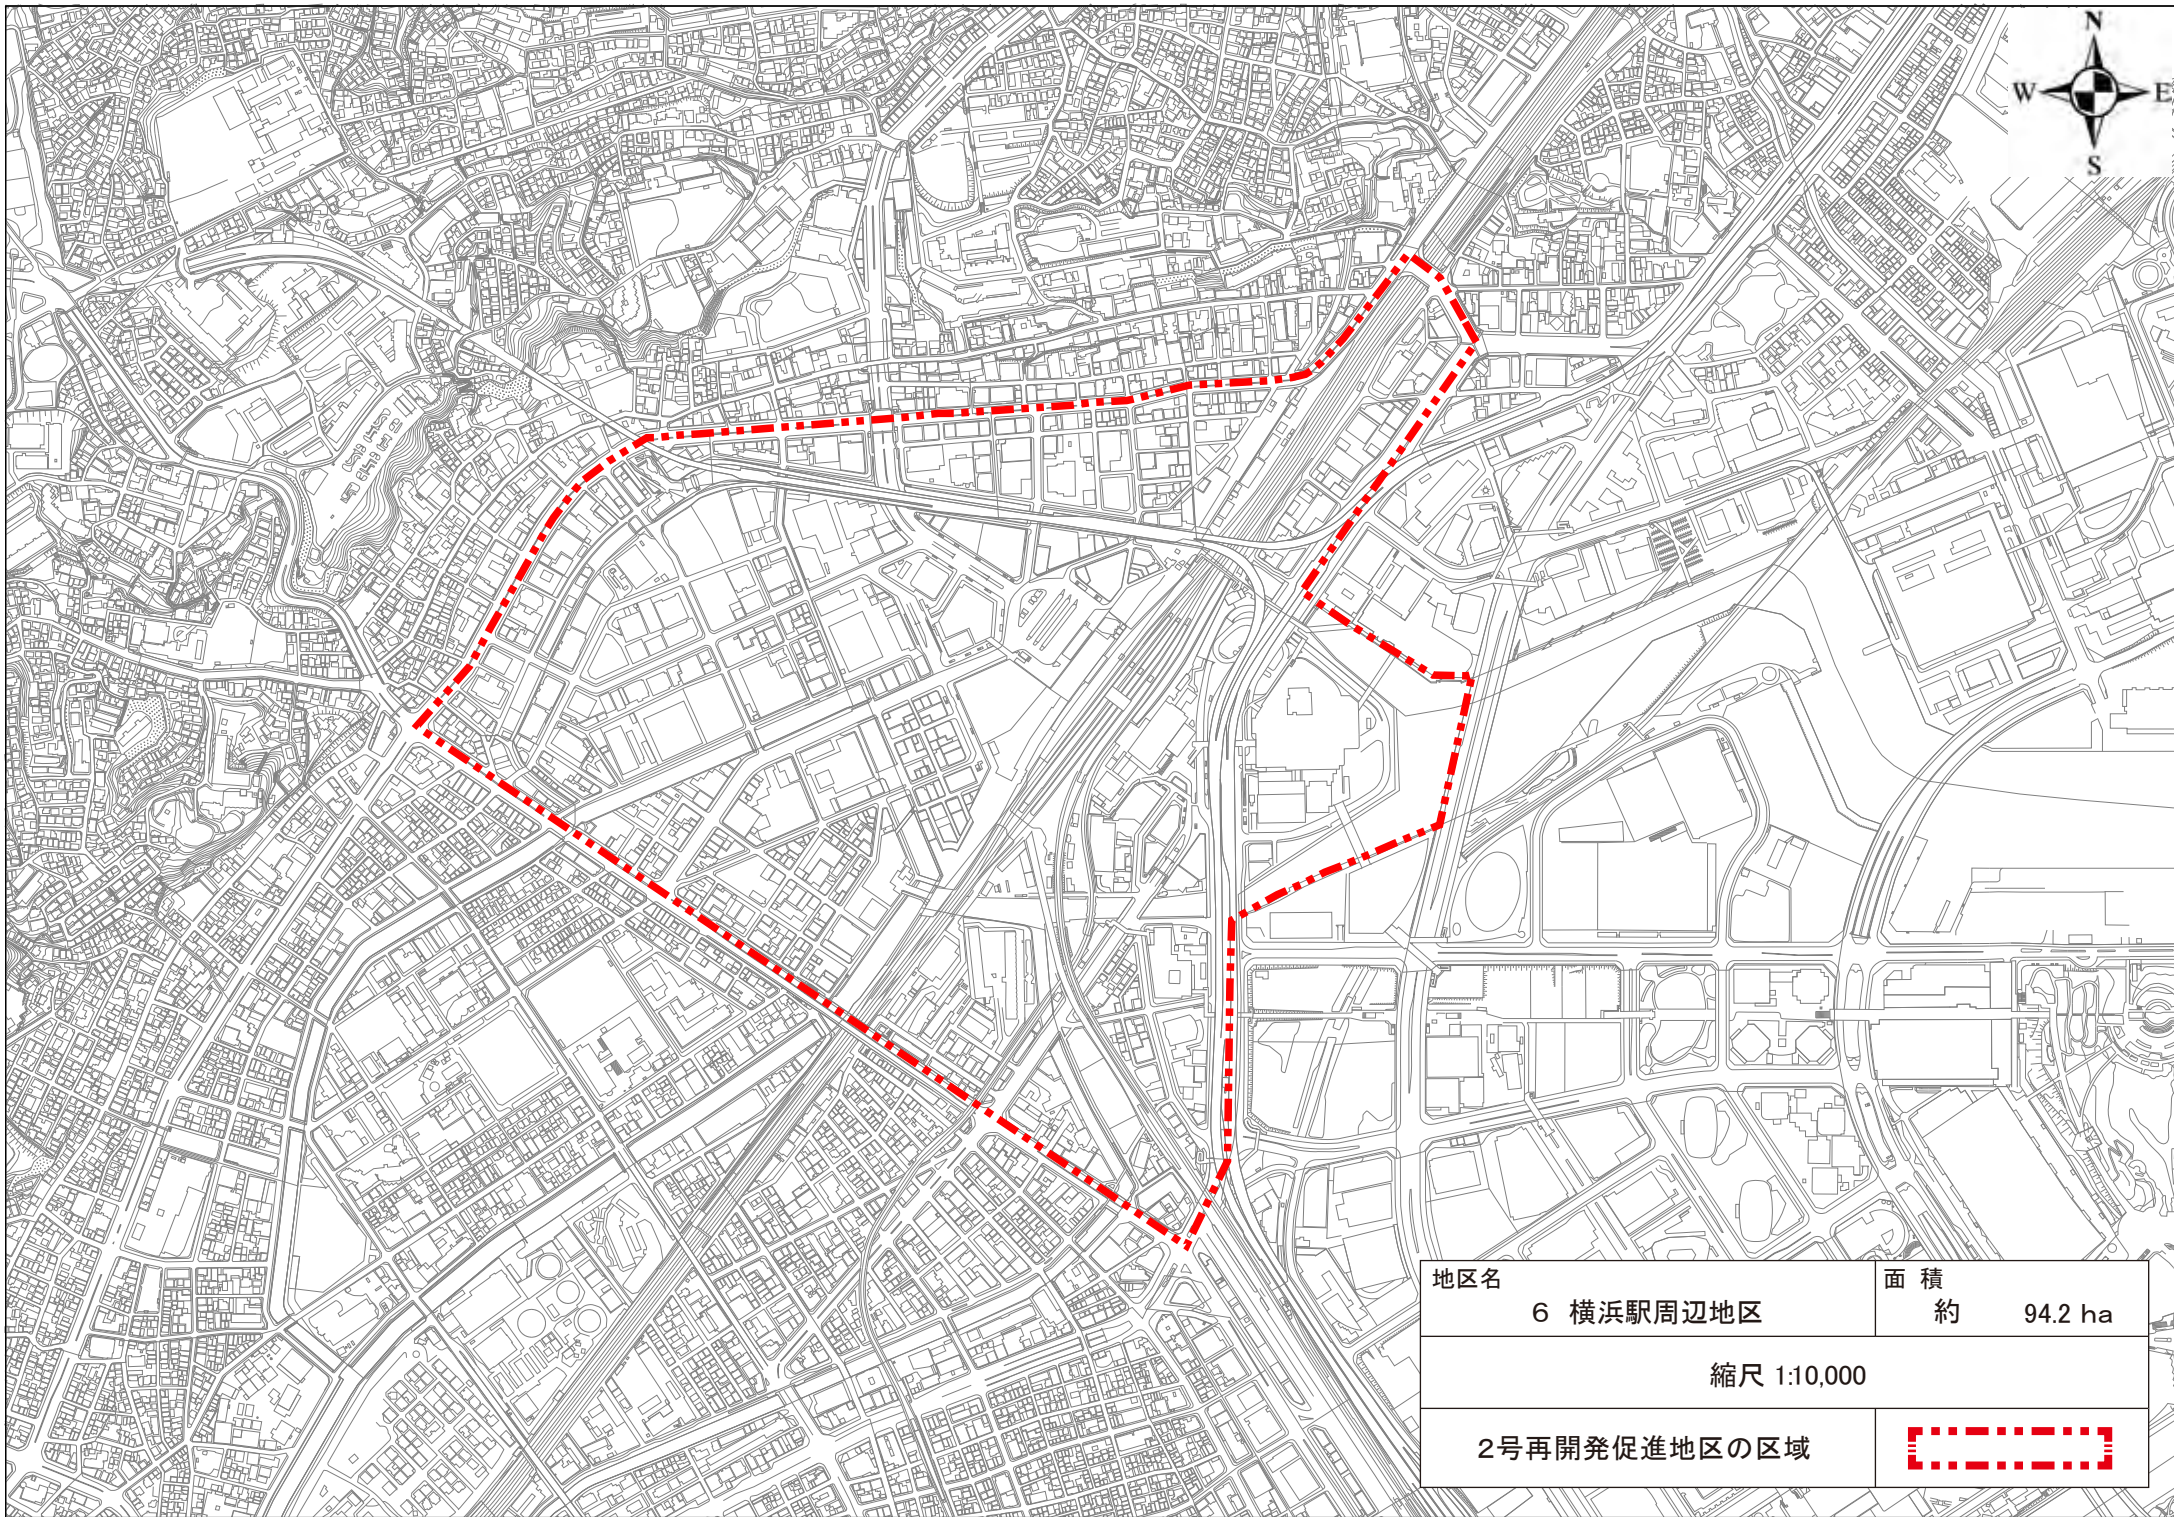 N
W E
S
地区名
6 横浜駅周辺地区
面 積
約 94.2 ha
縮尺 1:10,000
2号再開発促進地区の区域